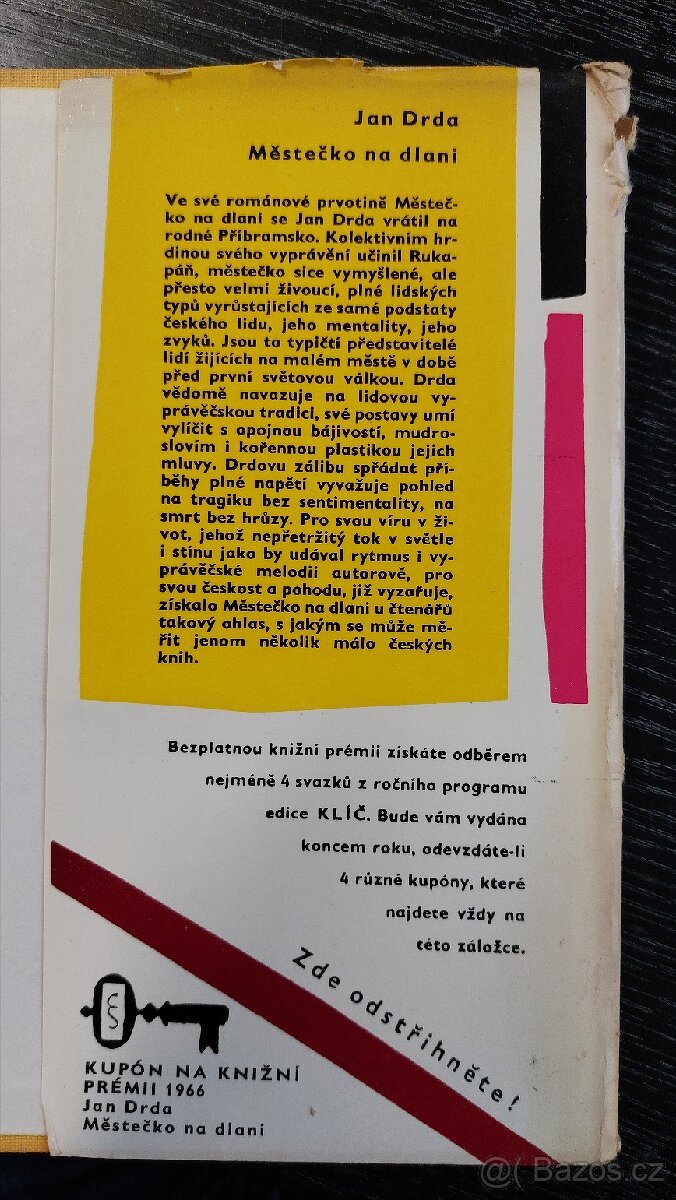 Jan Drda
Městečko na dlani
Ve své románové prvotině Městeč-
ko na dlani se Jan Drda vrátil na
rodné Příbramsko. Kolektivním hr-
dinou svého vyprávění učinil Ruka-
páň, městečko sice vymyšlené, ale
přesto velmi živoucí, plné lidských
typů vyrůstajících ze samé podstaty
českého lidu, jeho mentality, jeho
zvyků. Jsou ta typičtí představitelé
lidí žijících na malém městě v době
před první světovou válkou. Drda
vědomě navazuje na lidovou vy-
právěčskou tradici, své postavy umí
vylíčit s opojnou bájivostí, mudro-
slovím i kořennou plastikou jejich
mluvy. Drdovu zálibu spřádat pří-
běhy plné napětí vyvažuje pohled
na tragiku bez sentimentality, na
smrt bez hrůzy. Pro svou víru v ži-
vot, jehož nepřetržitý tok v světle
i stínu jako by udával rytmus i vy-
právěčské melodii autorově, pro
svou českost a pohodu, již vyzařuje,
získalo Městečko na dlani u čtenářů
takový ohlas, s jakým se může mě-
řit jenom několik málo českých
knih.
Bezplatnou knižní prémii získáte odběrem
nejméně 4 svazků z ročního programu
edice KLÍČ. Bude vám vydána
koncem roku, odevzdáte-li
4 různé kupóny, které
najdete vždy na
této záložce.
Zde odstřihněte!
ČS
KUPÓN NA KNIŽNÍ
PRÉMII 1966
Jan Drda
Městečko na dlani
@( Bazoš.cz